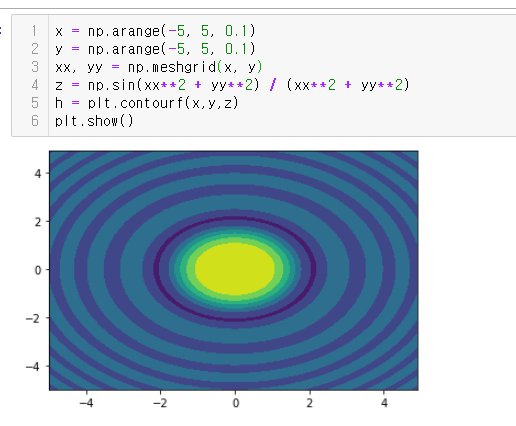 1 x = np.arange(-5, 5, 0.1)
2 y = np.arange(-5, 5, 0.1)
3 xx, yy = np.meshgrid(x, y)
4 z = np.sin(xx**2 + yy**2) / (xx**2 + yy**2)
5 h = plt.contourf(x,y,z)
6 plt.show()
4
2
0
−2
−4
−4 −2 0 2 4